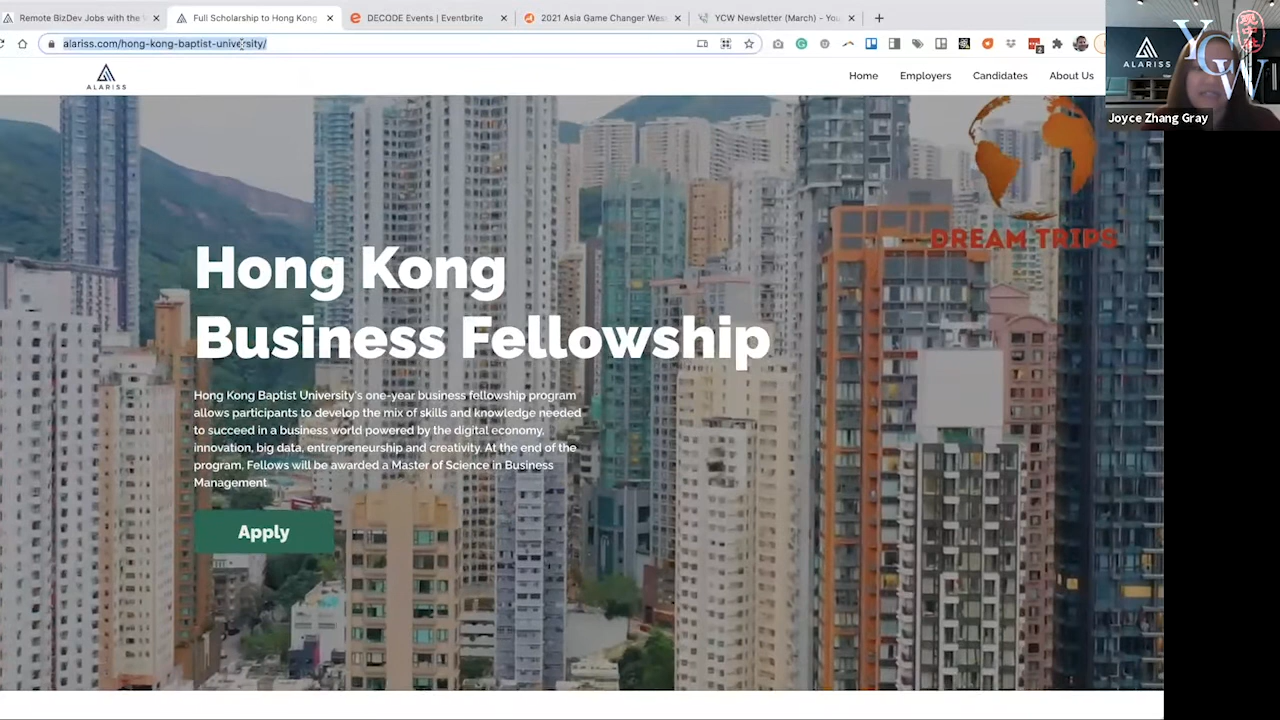 Remote BizDev Jobs with the
Full Scholarship to Hong Kong
DECODE Events | Eventbrite
2021 Asia Game Changer Wes
YCW Newsletter (March) - You
alariss.com/hong-kong-baptist-university/
ALARISS
Home
Employers
Candidates
About Us
ALARISS
YCW
Joyce Zhang Gray
DREAM TRIPS
Hong Kong
Business Fellowship
Hong Kong Baptist University's one-year business fellowship program
allows participants to develop the mix of skills and knowledge needed
to succeed in a business world powered by the digital economy,
innovation, big data, entrepreneurship and creativity. At the end of the
program, Fellows will be awarded a Master of Science in Business
Management.
Apply